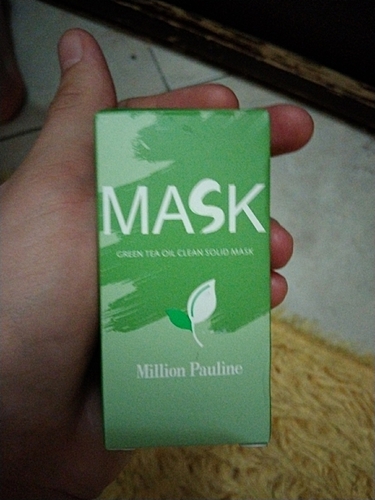 MASK
GREEN TEA OIL CLEAN SOLID MASK
Million Pauline